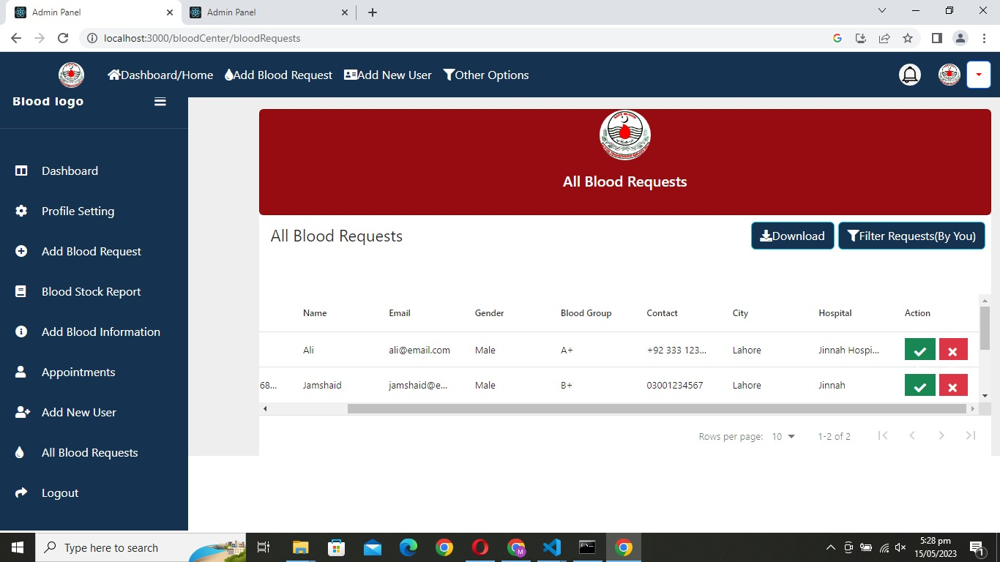 Admin Panel
Admin Panel
localhost:3000/bloodCenter/bloodRequests
Dashboard/Home Add Blood Request Add New User Other Options
Blood logo
Dashboard
Profile Setting
Add Blood Request
Blood Stock Report
Add Blood Information
Appointments
Add New User
All Blood Requests
Logout
SAFE BLOOD
All Blood Requests
All Blood Requests
Download Filter Requests(By You)
Name Email Gender Blood Group Contact City Hospital Action
Ali ali@email.com Male A+ +92 333 123... Lahore Jinnah Hospi...
68... Jamshaid jamshaid@e... Male B+ 03001234567 Lahore Jinnah
Rows per page: 10 1-2 of 2
Type here to search
M
5:28 pm
15/05/2023
1